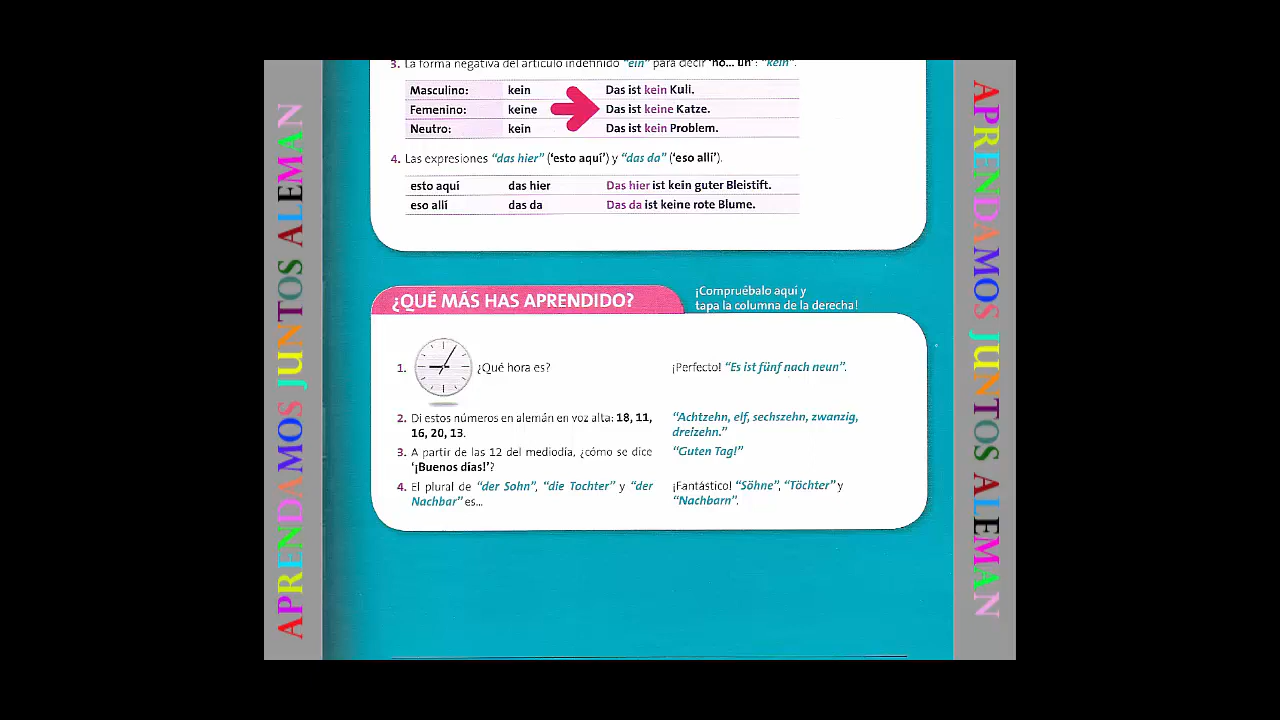 APRENDAMOS JUNTOS ALEMAN
3. La forma negativa del artículo indefinido "ein" para decir 'no... un': "kein".
Masculino: kein Das ist kein Kuli.
Femenino: keine Das ist keine Katze.
Neutro: kein Das ist kein Problem.
4. Las expresiones "das hier" ('esto aquí') y "das da" ('eso allí').
esto aquí das hier Das hier ist kein guter Bleistift.
eso allí das da Das da ist keine rote Blume.
¿QUÉ MÁS HAS APRENDIDO?
¡Compruébalo aquí y
tapa la columna de la derecha!
1. ¿Qué hora es? ¡Perfecto! "Es ist fünf nach neun".
2. Di estos números en alemán en voz alta: 18, 11,
16, 20, 13.
"Achtzehn, elf, sechszehn, zwanzig,
dreizehn."
3. A partir de las 12 del mediodía, ¿cómo se dice
'¡Buenos días!'?
"Guten Tag!"
4. El plural de "der Sohn", "die Tochter" y "der
Nachbar" es...
¡Fantástico! "Söhne", "Töchter" y
"Nachbarn".
APRENDAMOS JUNTOS ALEMAN